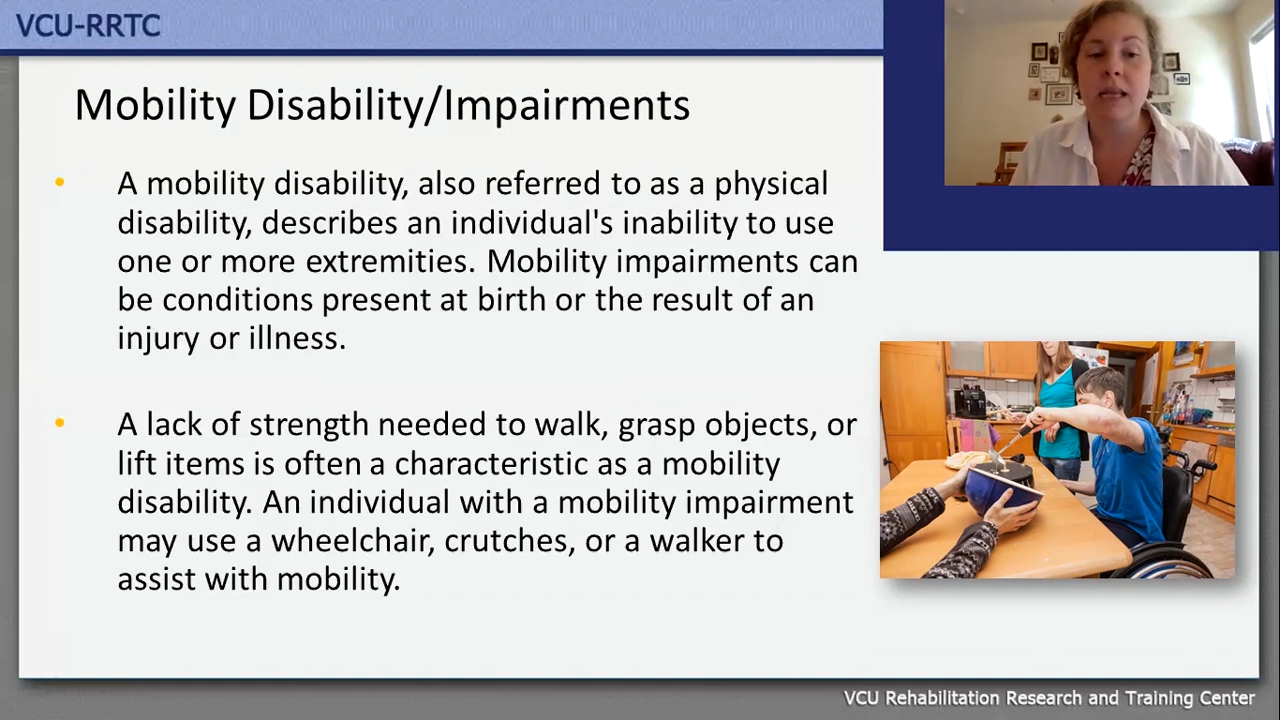 VCU-RRTC
Mobility Disability/Impairments
• A mobility disability, also referred to as a physical
disability, describes an individual's inability to use
one or more extremities. Mobility impairments can
be conditions present at birth or the result of an
injury or illness.
• A lack of strength needed to walk, grasp objects, or
lift items is often a characteristic as a mobility
disability. An individual with a mobility impairment
may use a wheelchair, crutches, or a walker to
assist with mobility.
VCU Rehabilitation Research and Training Center